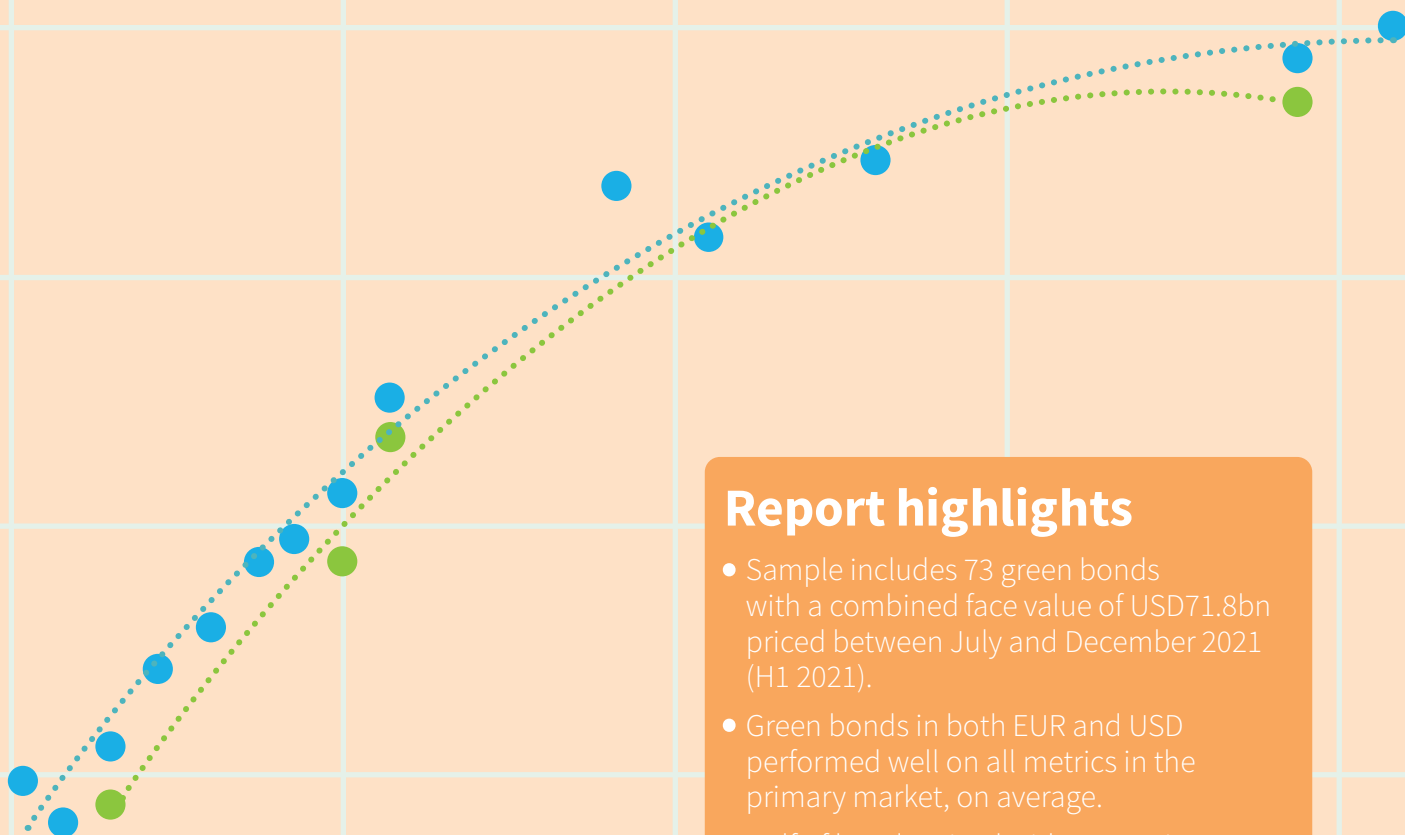 Report highlights
● Sample includes 73 green bonds
with a combined face value of USD71.8bn
priced between July and December 2021
(H1 2021).
● Green bonds in both EUR and USD
performed well on all metrics in the
primary market, on average.